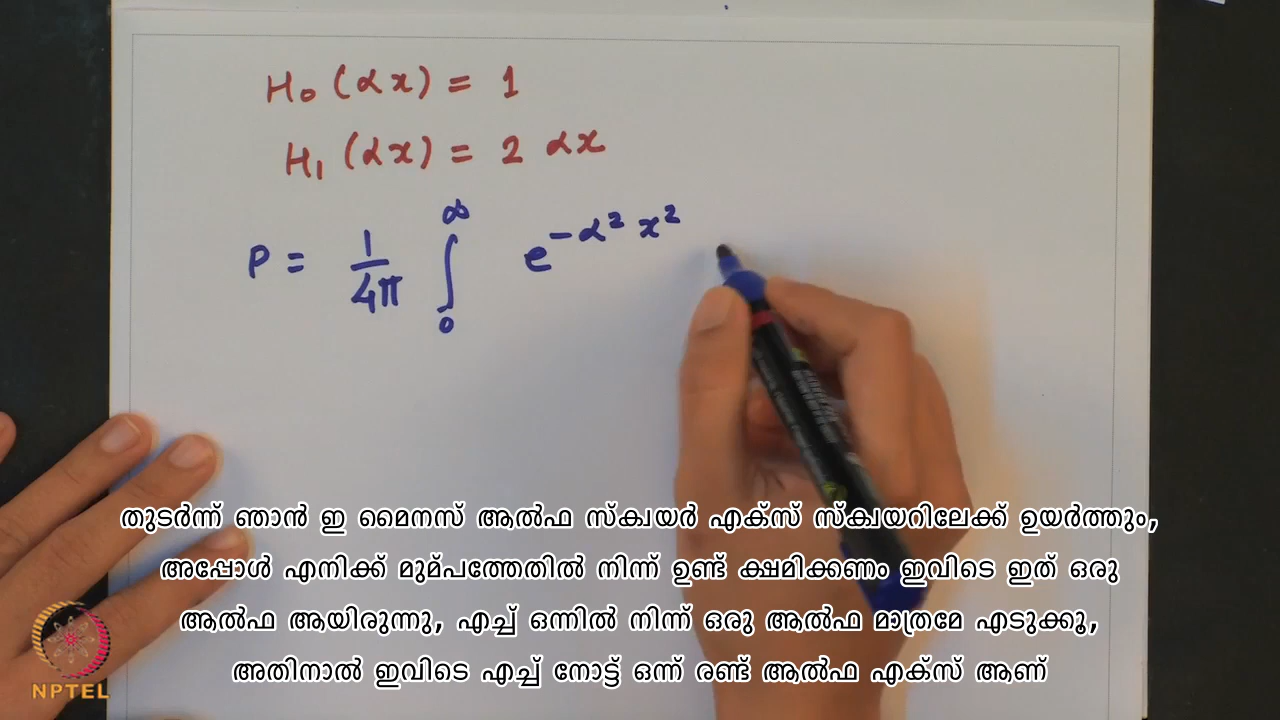 H₀ (αx) = 1
H₁ (αx) = 2 αx
P = 1/4π ∫₀^∞ e^{-α² x²}
തുടർന്ന് ഞാൻ ഇ മൈനസ് ആൽഫ സ്ക്വയർ എക്സ് സ്ക്വയറിലേക്ക് ഉയർത്തും,
അപ്പോൾ എനിക്ക് മുമ്പത്തേതിൽ നിന്ന് ഉണ്ട് ക്ഷമിക്കണം ഇവിടെ ഇത് ഒരു
ആൽഫ ആയിരുന്നു, എച്ച് ഒന്നിൽ നിന്ന് ഒരു ആൽഫ മാത്രമേ എടുക്കൂ,
അതിനാൽ ഇവിടെ എച്ച് നോട്ട് ഒന്ന് രണ്ട് ആൽഫ എക്സ് ആണ്
NPTEL